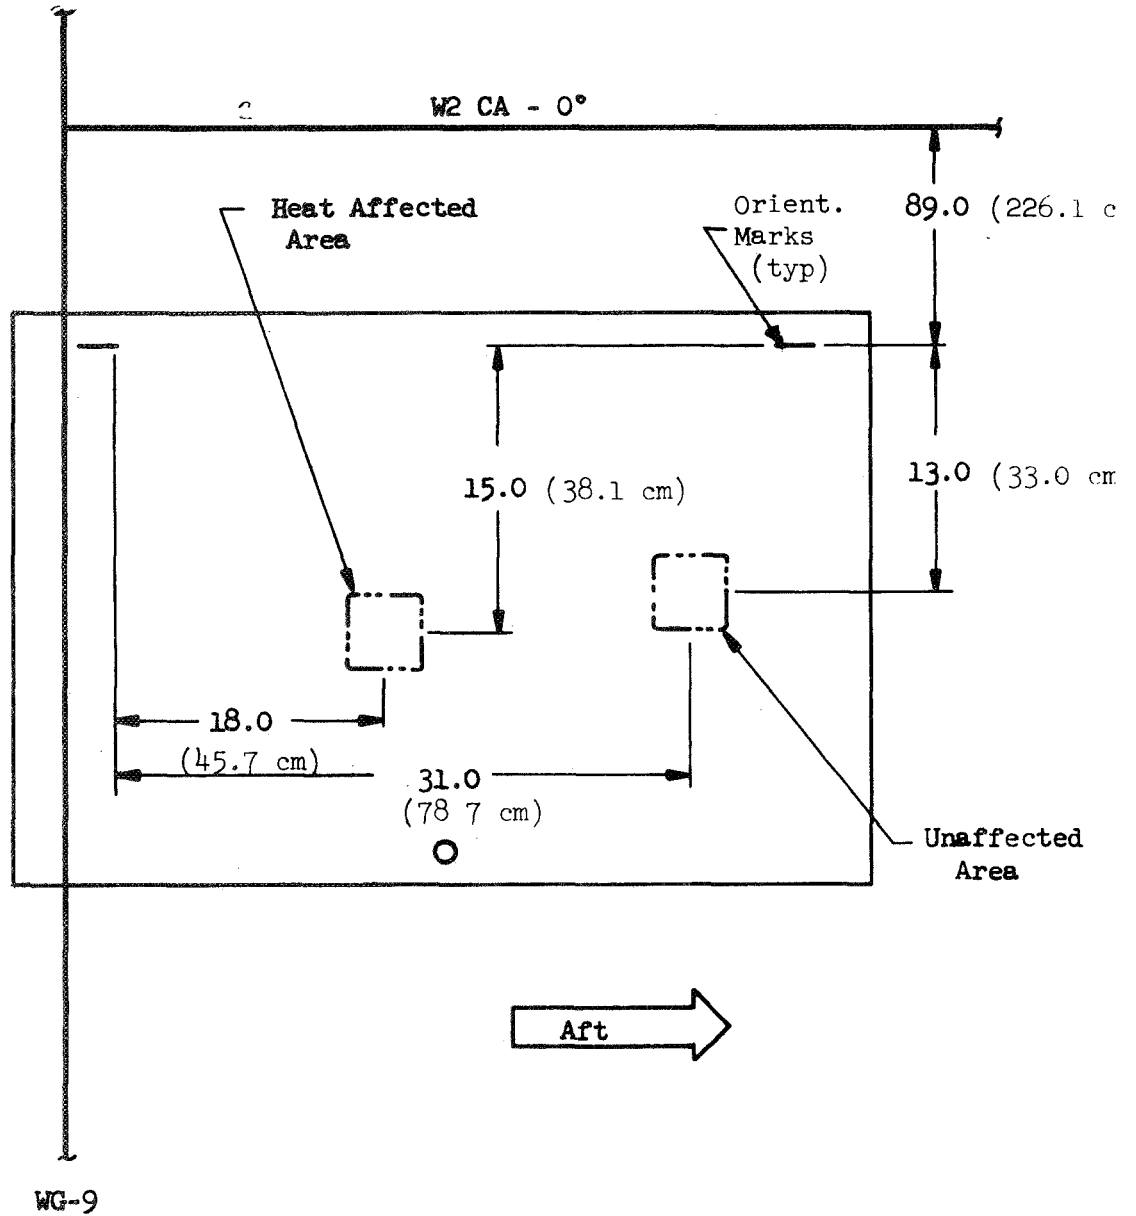 W2 CA - 0°
Heat Affected
Area
Orient.
Marks
(typ)
89.0 (226.1 c
15.0 (38.1 cm)
13.0 (33.0 cm
18.0
(45.7 cm)
31.0
(78 7 cm)
Unaffected
Area
Aft
WG-9